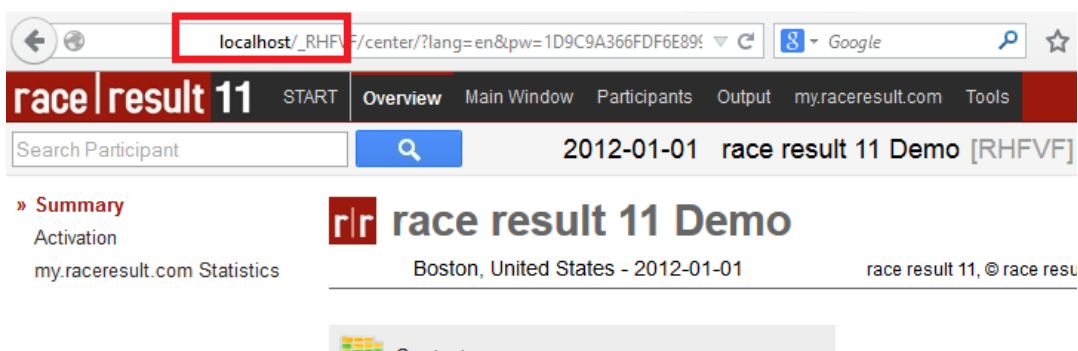 localhost/_RHFVF/center/?lang=en&pw=1D9C9A366FDF6E89 Google
race result 11 START Overview Main Window Participants Output my.raceresult.com Tools
Search Participant 2012-01-01 race result 11 Demo [RHFVF]
» Summary
Activation
my.raceresult.com Statistics
r|r race result 11 Demo
Boston, United States - 2012-01-01 race result 11, © race resu